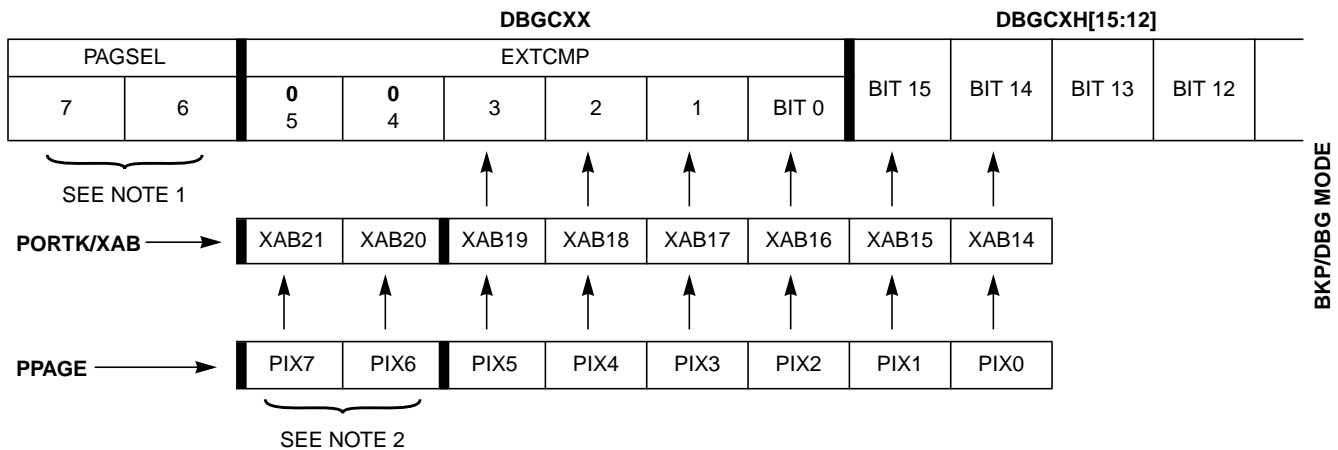 DBGCXX DBGCXH[15:12]
PAGSEL EXTCMP
7 6 0 5 0 4 3 2 1 BIT 0 BIT 15 BIT 14 BIT 13 BIT 12
SEE NOTE 1
PORTK/XAB XAB21 XAB20 XAB19 XAB18 XAB17 XAB16 XAB15 XAB14
PPAGE PIX7 PIX6 PIX5 PIX4 PIX3 PIX2 PIX1 PIX0
SEE NOTE 2
BKP/DBG MODE